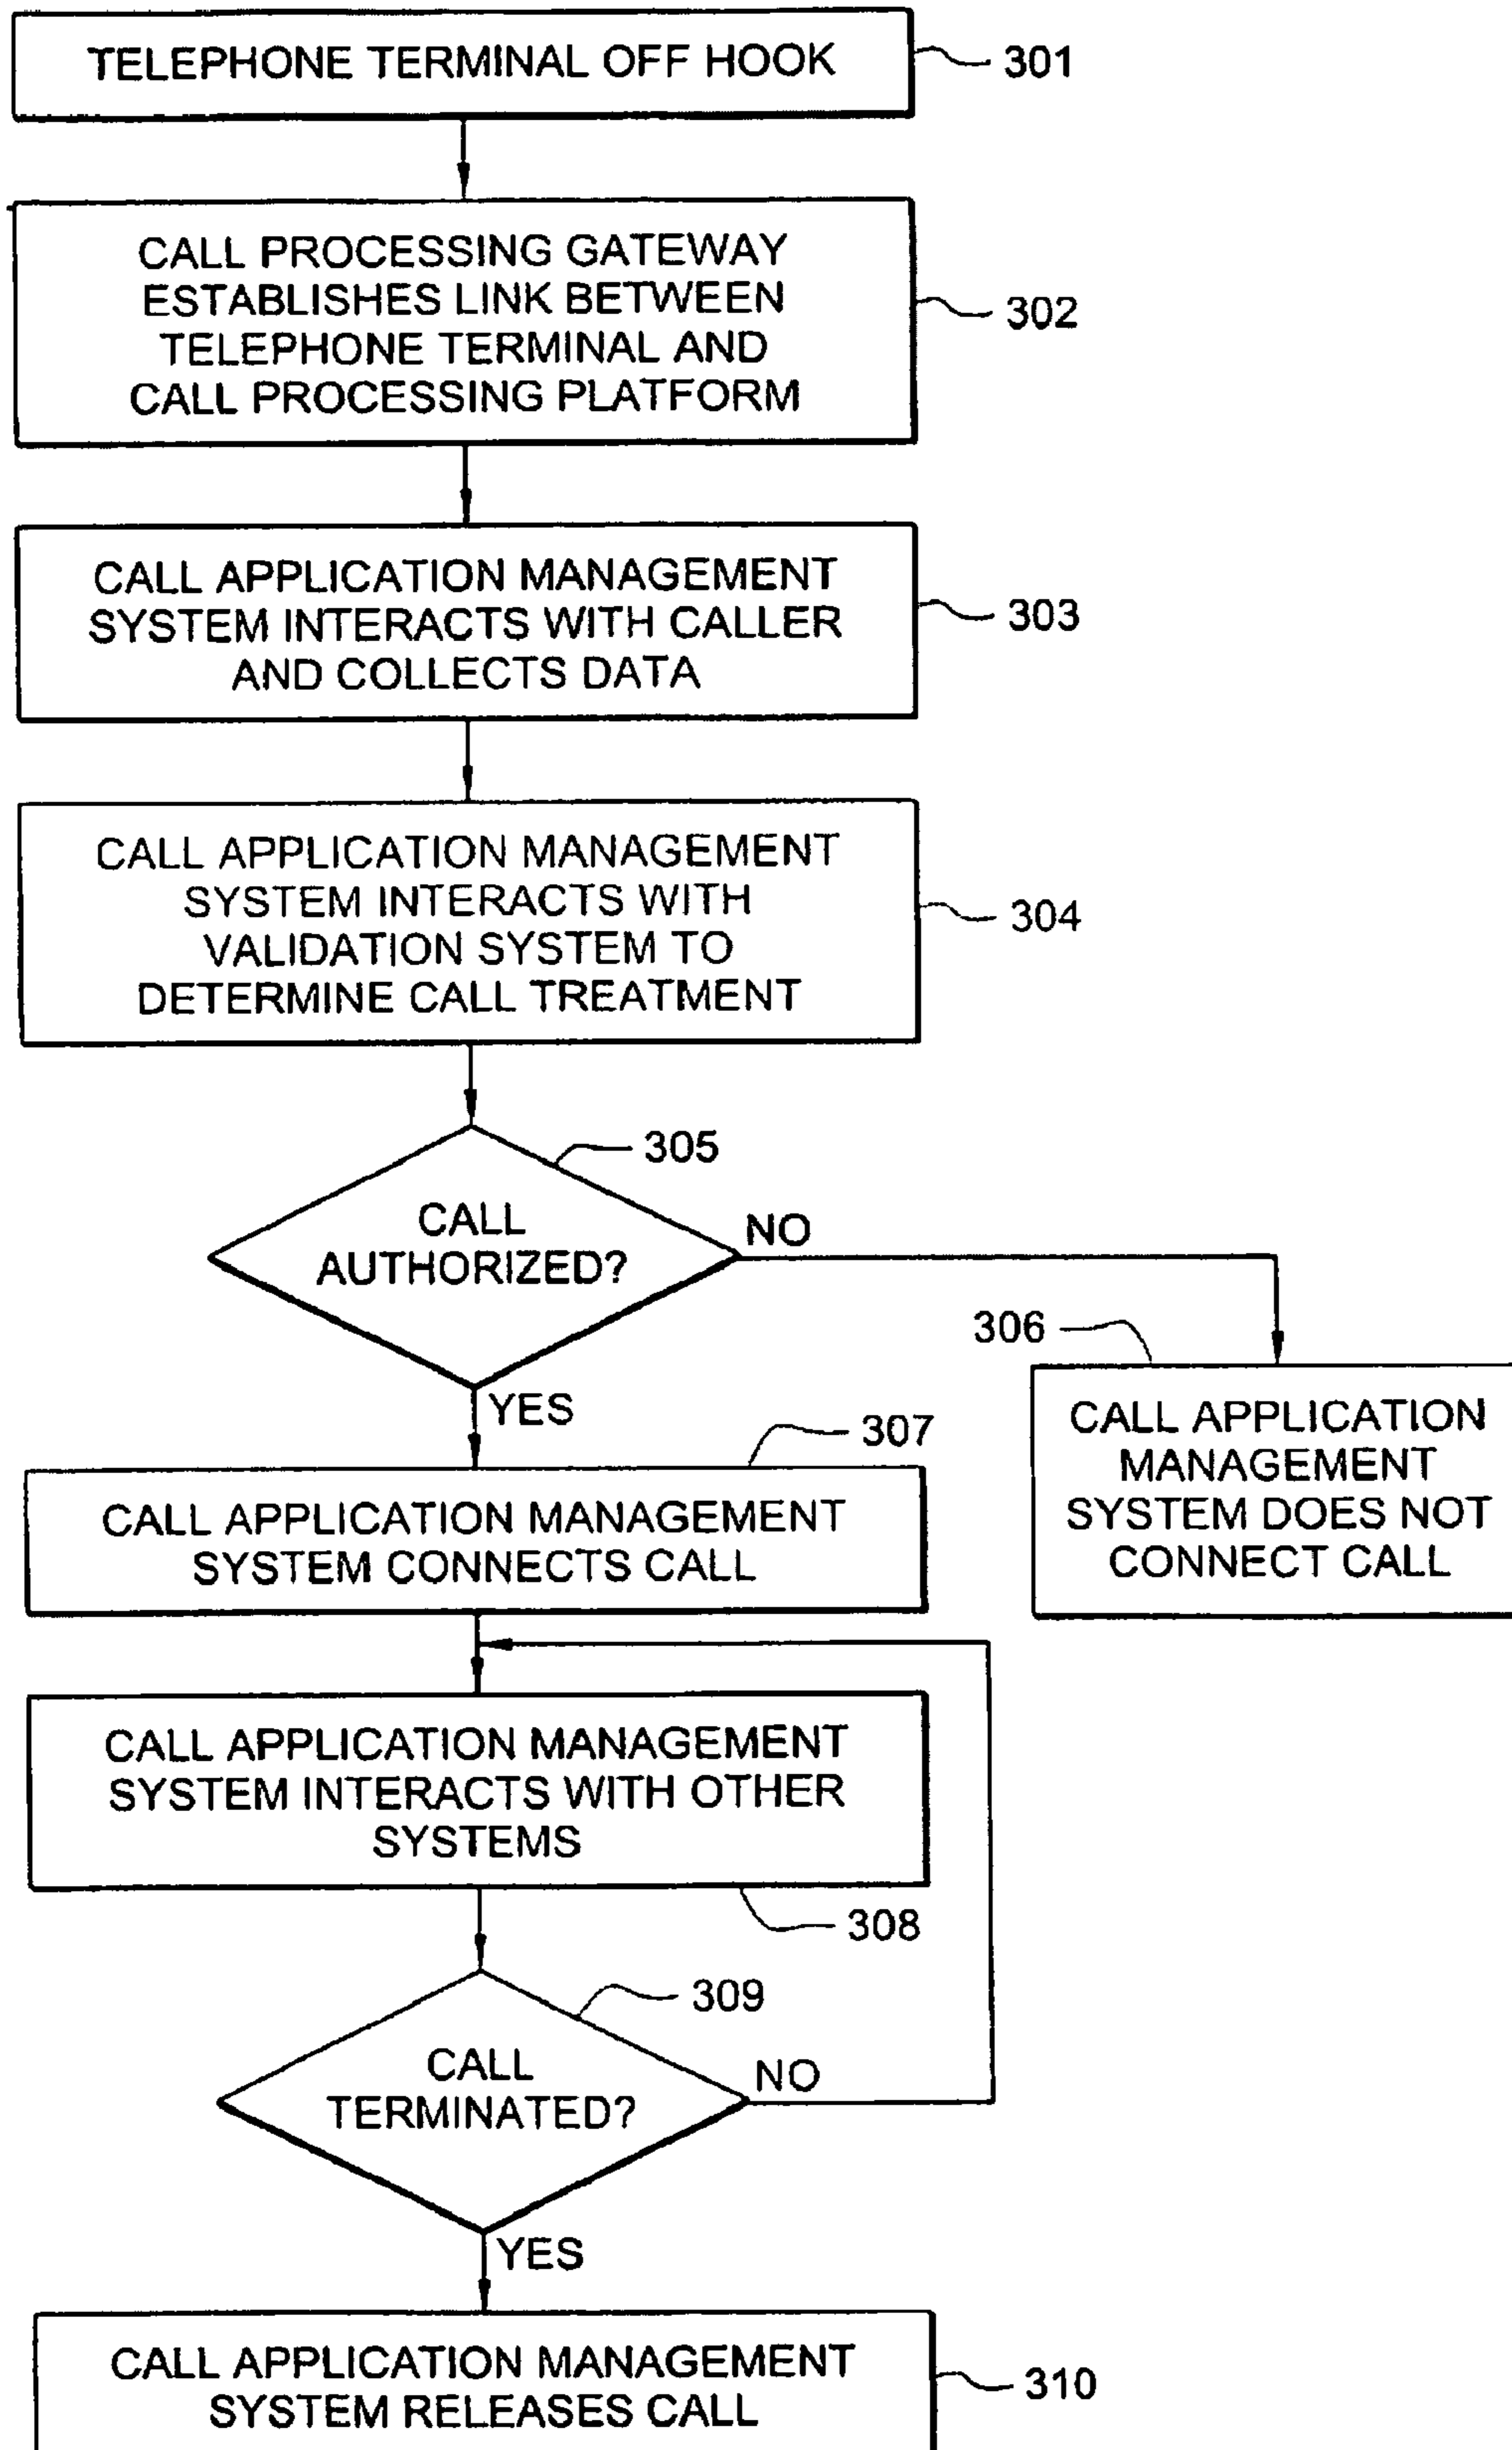 TELEPHONE TERMINAL OFF HOOK
301
CALL PROCESSING GATEWAY
ESTABLISHES LINK BETWEEN
TELEPHONE TERMINAL AND
CALL PROCESSING PLATFORM
302
CALL APPLICATION MANAGEMENT
SYSTEM INTERACTS WITH CALLER
AND COLLECTS DATA
303
CALL APPLICATION MANAGEMENT
SYSTEM INTERACTS WITH
VALIDATION SYSTEM TO
DETERMINE CALL TREATMENT
304
305
CALL
AUTHORIZED?
NO
YES
306
CALL APPLICATION
MANAGEMENT
SYSTEM DOES NOT
CONNECT CALL
307
CALL APPLICATION MANAGEMENT
SYSTEM CONNECTS CALL
CALL APPLICATION MANAGEMENT
SYSTEM INTERACTS WITH OTHER
SYSTEMS
308
309
CALL
TERMINATED?
NO
YES
CALL APPLICATION MANAGEMENT
SYSTEM RELEASES CALL
310